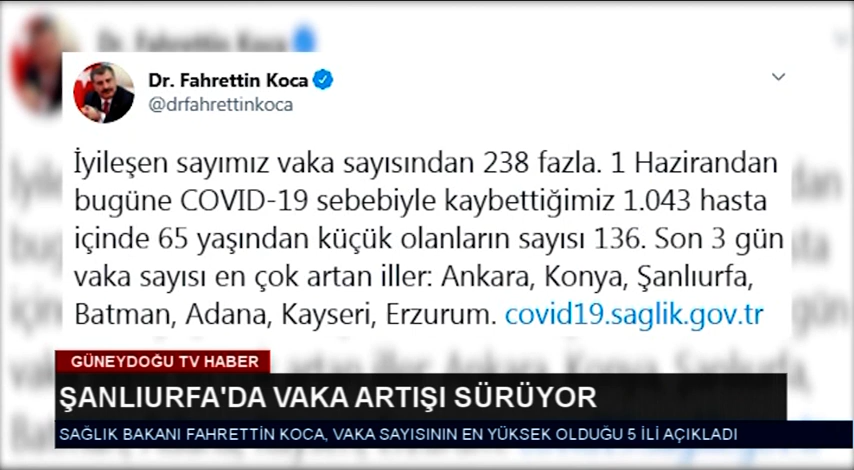 Dr. Fahrettin Koca
Dr. Fahrettin Koca
@drfahrettinkoca
İyileşen sayımız vaka sayısından 238 fazla. 1 Hazirandan
bugüne COVID-19 sebebiyle kaybettiğimiz 1.043 hasta
içinde 65 yaşından küçük olanların sayısı 136. Son 3 gün
vaka sayısı en çok artan iller: Ankara, Konya, Şanlıurfa,
Batman, Adana, Kayseri, Erzurum. covid19.saglik.gov.tr
GÜNEYDOĞU TV HABER
ŞANLIURFA'DA VAKA ARTIŞI SÜRÜYOR
SAĞLIK BAKANI FAHRETTİN KOCA, VAKA SAYISININ EN YÜKSEK OLDUĞU 5 İLİ AÇIKLADI